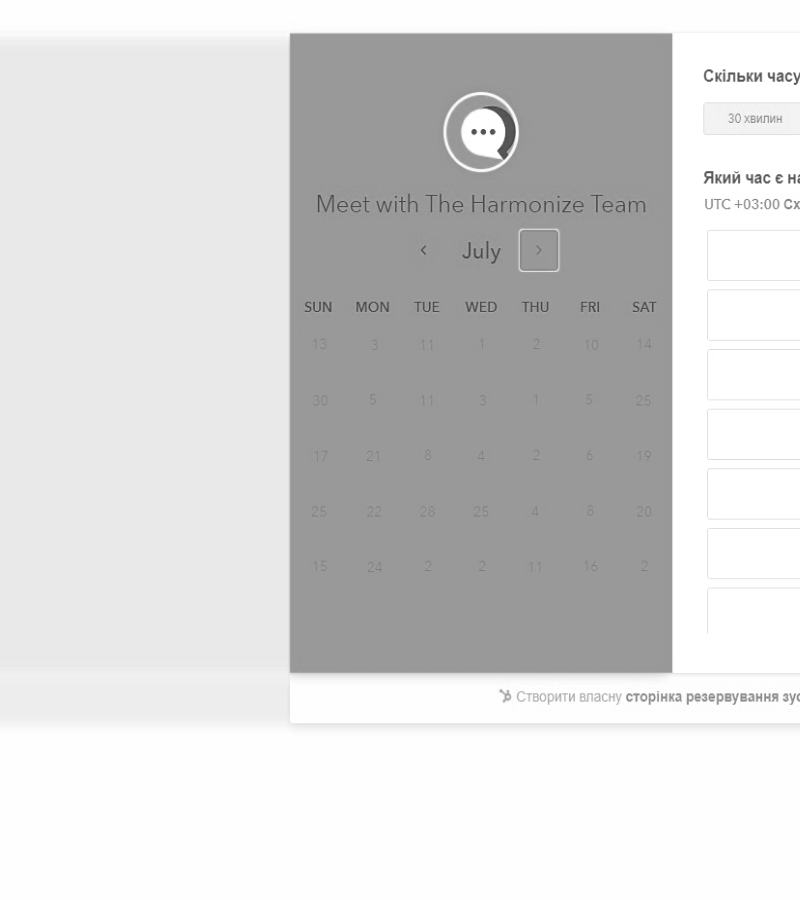 Скільки часу
30 хвилин
Meet with The Harmonize Team
Який час є на
UTC +03:00 Сх
July
SUN MON TUE WED THU FRI SAT
13 3 11 1 2 10 14
30 5 11 3 1 5 25
17 21 8 4 2 6 19
25 22 28 25 4 8 20
15 24 2 2 11 16 2
Створити власну сторінка резервування зус